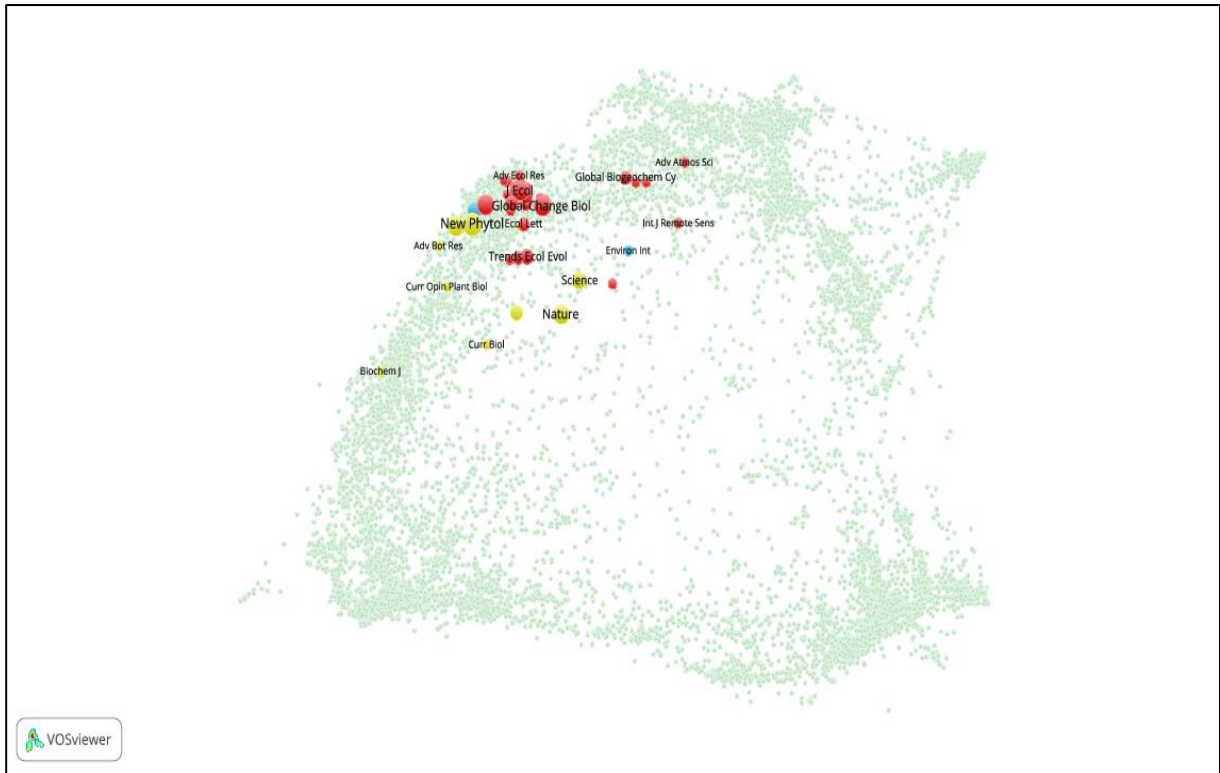 Adv Atmos Sci
Adv Ecol Res
Global Biogeochem Cy
J Ecol
Global Change Biol
New Phytol
Ecol Lett
Int J Remote Sens
Adv Bot Res
Environ Int
Trends Ecol Evol
Science
Curr Opin Plant Biol
Nature
Curr Biol
Biochem J
VOSviewer